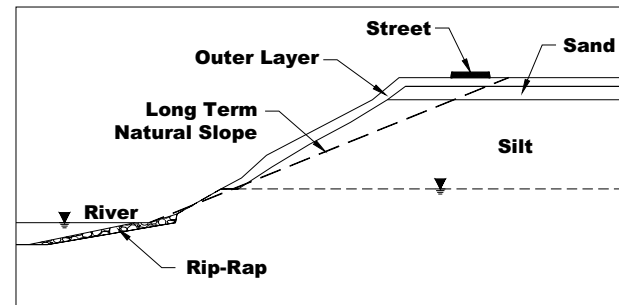 Street
Sand
Outer Layer
Long Term
Natural Slope
Silt
River
Rip-Rap